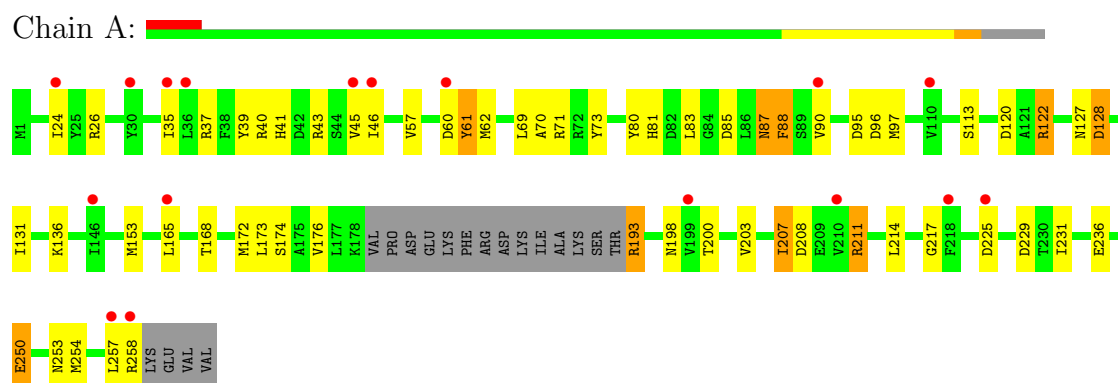 Chain A:
M1 I24 Y25 R26 Y30 I35 L36 R37 F38 Y39 R40 H41 D42 R43 S44 V45 I46 V57 D60 Y61 M62 L69 A70 R71 R72 Y73 Y80 H81 D82 L83 G84 D85 L86 N87 F88 S89 V90 D95 D96 M97 V110 S113 D120 A121 R122 N127 D128
I131 K136 I146 M153 L165 T168 M172 L173 S174 A175 V176 L177 K178 VAL PRO ASP GLU LYS PHE ARG ASP LYS ILE ALA LYS SER THR R193 N198 V199 T200 V203 I207 D208 E209 V210 R211 L214 G217 F218 D225 D229 T230 I231 E236
E250 N253 M254 L257 R258 LYS GLU VAL VAL